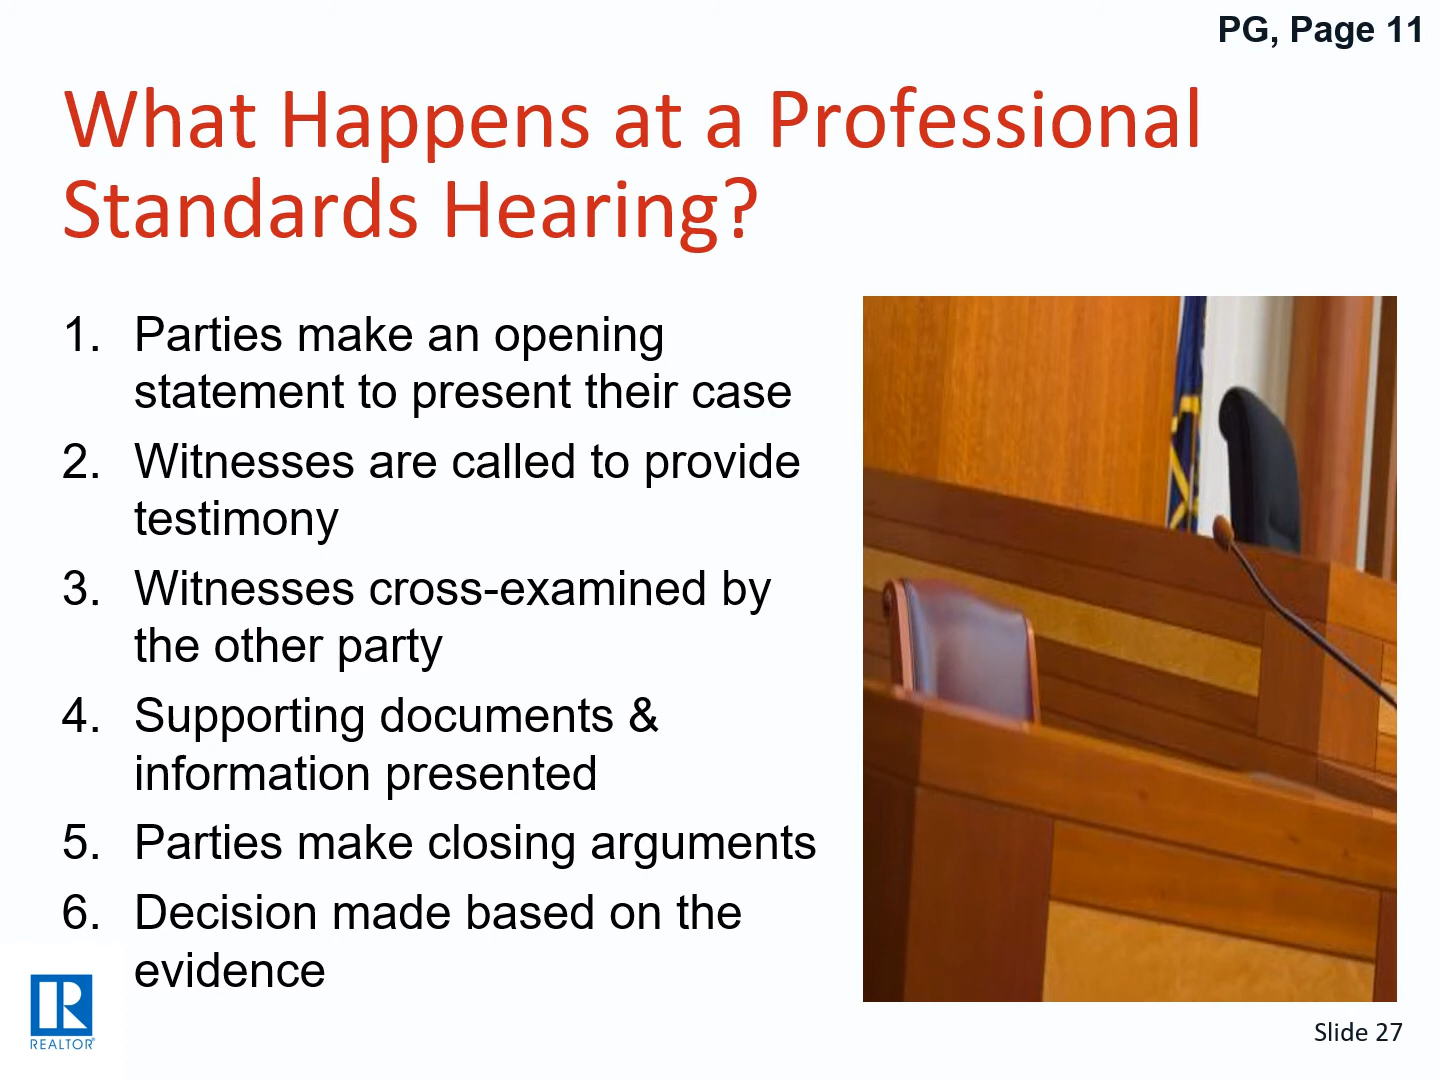 PG, Page 11
What Happens at a Professional
Standards Hearing?
1. Parties make an opening
statement to present their case
2. Witnesses are called to provide
testimony
3. Witnesses cross-examined by
the other party
4. Supporting documents &
information presented
5. Parties make closing arguments
6. Decision made based on the
evidence
REALTOR®
Slide 27